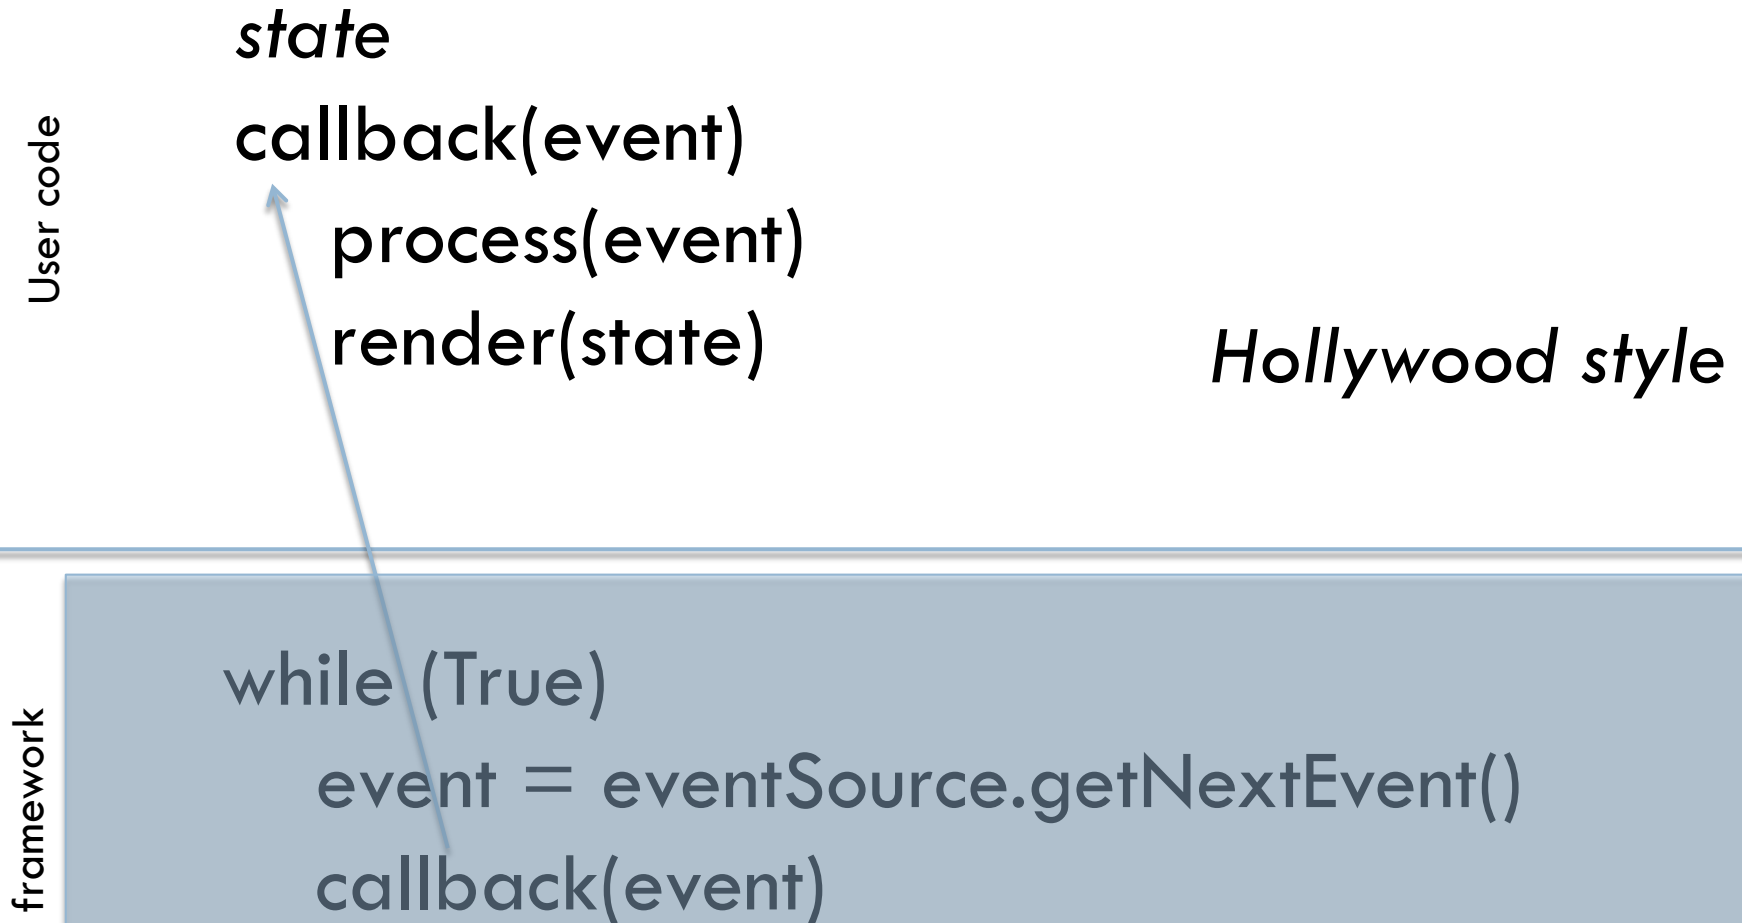 User code
state
callback(event)
process(event)
render(state)
Hollywood style
framework
while (True)
event = eventSource.getNextEvent()
callback(event)